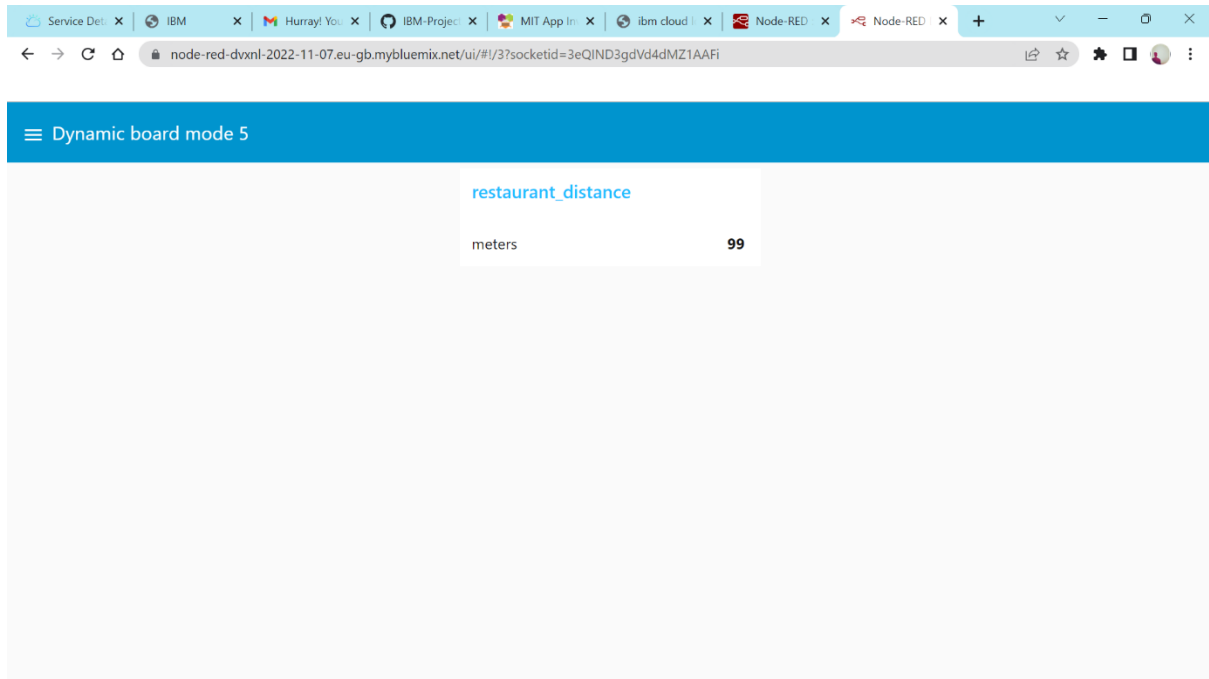 Service Det
IBM
Hurray! You
IBM-Project
MIT App In
ibm cloud
Node-RED
Node-RED
node-red-dvxnl-2022-11-07.eu-gb.mybluemix.net/ui/#!/3?socketid=3eQIND3gdVd4dMZ1AAFi
Dynamic board mode 5
restaurant_distance
meters 99